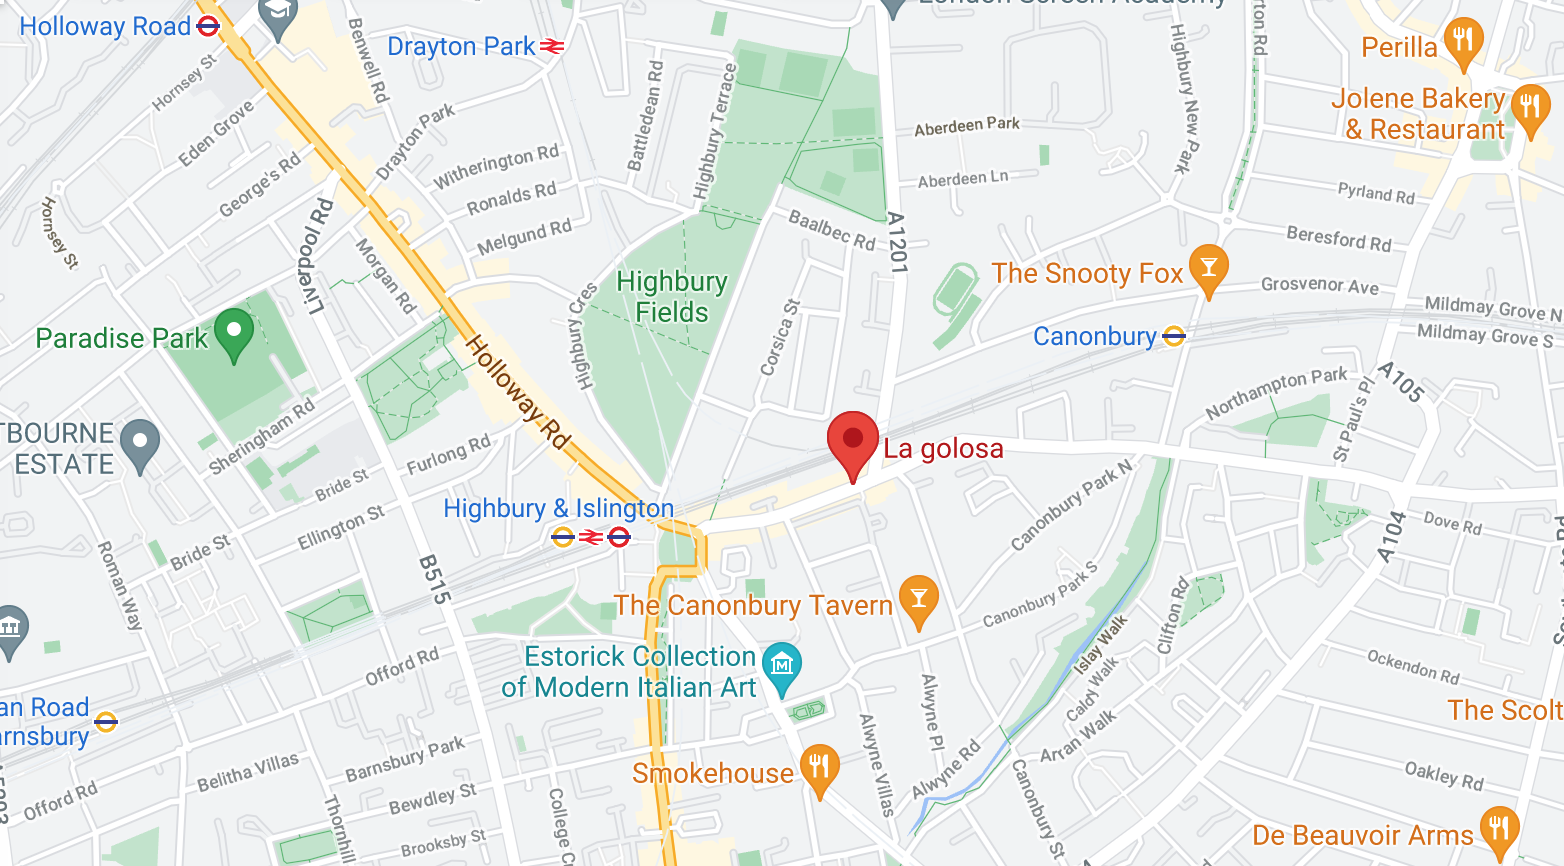 London Screen Academy
Holloway Road
Drayton Park
Perilla
Jolene Bakery
& Restaurant
Benwell Rd
Hornsey St
Eden Grove
George's Rd
Hornsey St
Liverpool Rd
Drayton Park
Witherington Rd
Ronalds Rd
Melgund Rd
Battledean Rd
Highbury Terrace
Aberdeen Park
Aberdeen Ln
Highbury New Park
rton Rd
Pyrland Rd
Beresford Rd
Baalbec Rd
A1201
Morgan Rd
Highbury
Fields
Highbury Cres
Corsica St
The Snooty Fox
Grosvenor Ave
Mildmay Grove N
Mildmay Grove S
Canonbury
Paradise Park
Holloway Rd
Northampton Park
St Paul's Pl
A105
TBOURNE
ESTATE
Sheringham Rd
Furlong Rd
La golosa
Bride St
Ellington St
Bride St
Highbury & Islington
Canonbury Park N
Dove Rd
A104
Roman Way
B515
The Canonbury Tavern
Canonbury Park S
Clifton Rd
Islay Walk
Caldy Walk
Arran Walk
Estorick Collection
of Modern Italian Art
Offord Rd
Ockendon Rd
The Scolt
an Road
arnsbury
Alwyne Pl
Alwyne Villas
Alwyne Rd
Canonbury St
Smokehouse
Barnsbury Park
Belitha Villas
Offord Rd
Bewdley St
Brooksby St
Thornhill
College C
Oakley Rd
De Beauvoir Arms